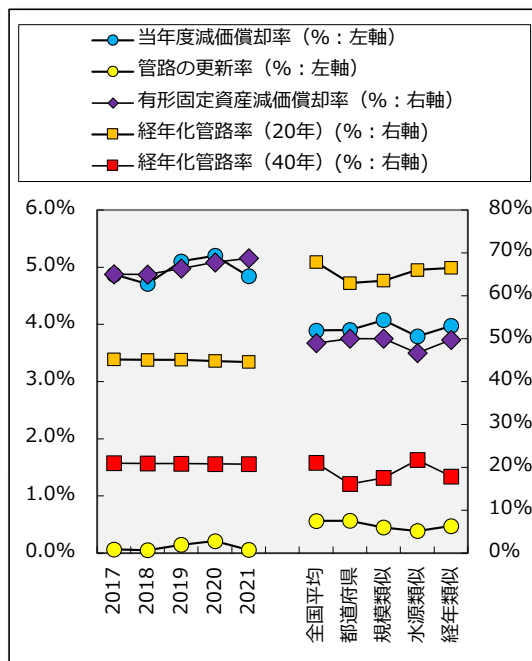 当年度減価償却率（%：左軸）
管路の更新率（%：左軸）
有形固定資産減価償却率（%：右軸）
経年化管路率（20年）(%：右軸)
経年化管路率（40年）(%：右軸)
6.0%
5.0%
4.0%
3.0%
2.0%
1.0%
0.0%
80%
70%
60%
50%
40%
30%
20%
10%
0%
2017
2018
2019
2020
2021
全国平均
都道府県
規模類似
水源類似
経年類似